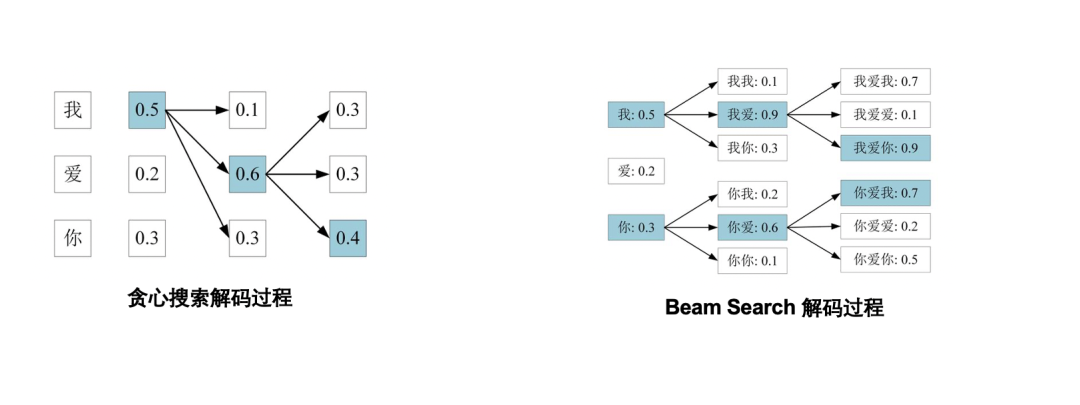 我 0.5 0.1 0.3
爱 0.2 0.6 0.3
你 0.3 0.3 0.4
贪心搜索解码过程
我我: 0.1
我爱我: 0.7
我: 0.5
我爱: 0.9
我爱爱: 0.1
我你: 0.3
我爱你: 0.9
爱: 0.2
你我: 0.2
你爱我: 0.7
你: 0.3
你爱: 0.6
你爱爱: 0.2
你你: 0.1
你爱你: 0.5
Beam Search 解码过程